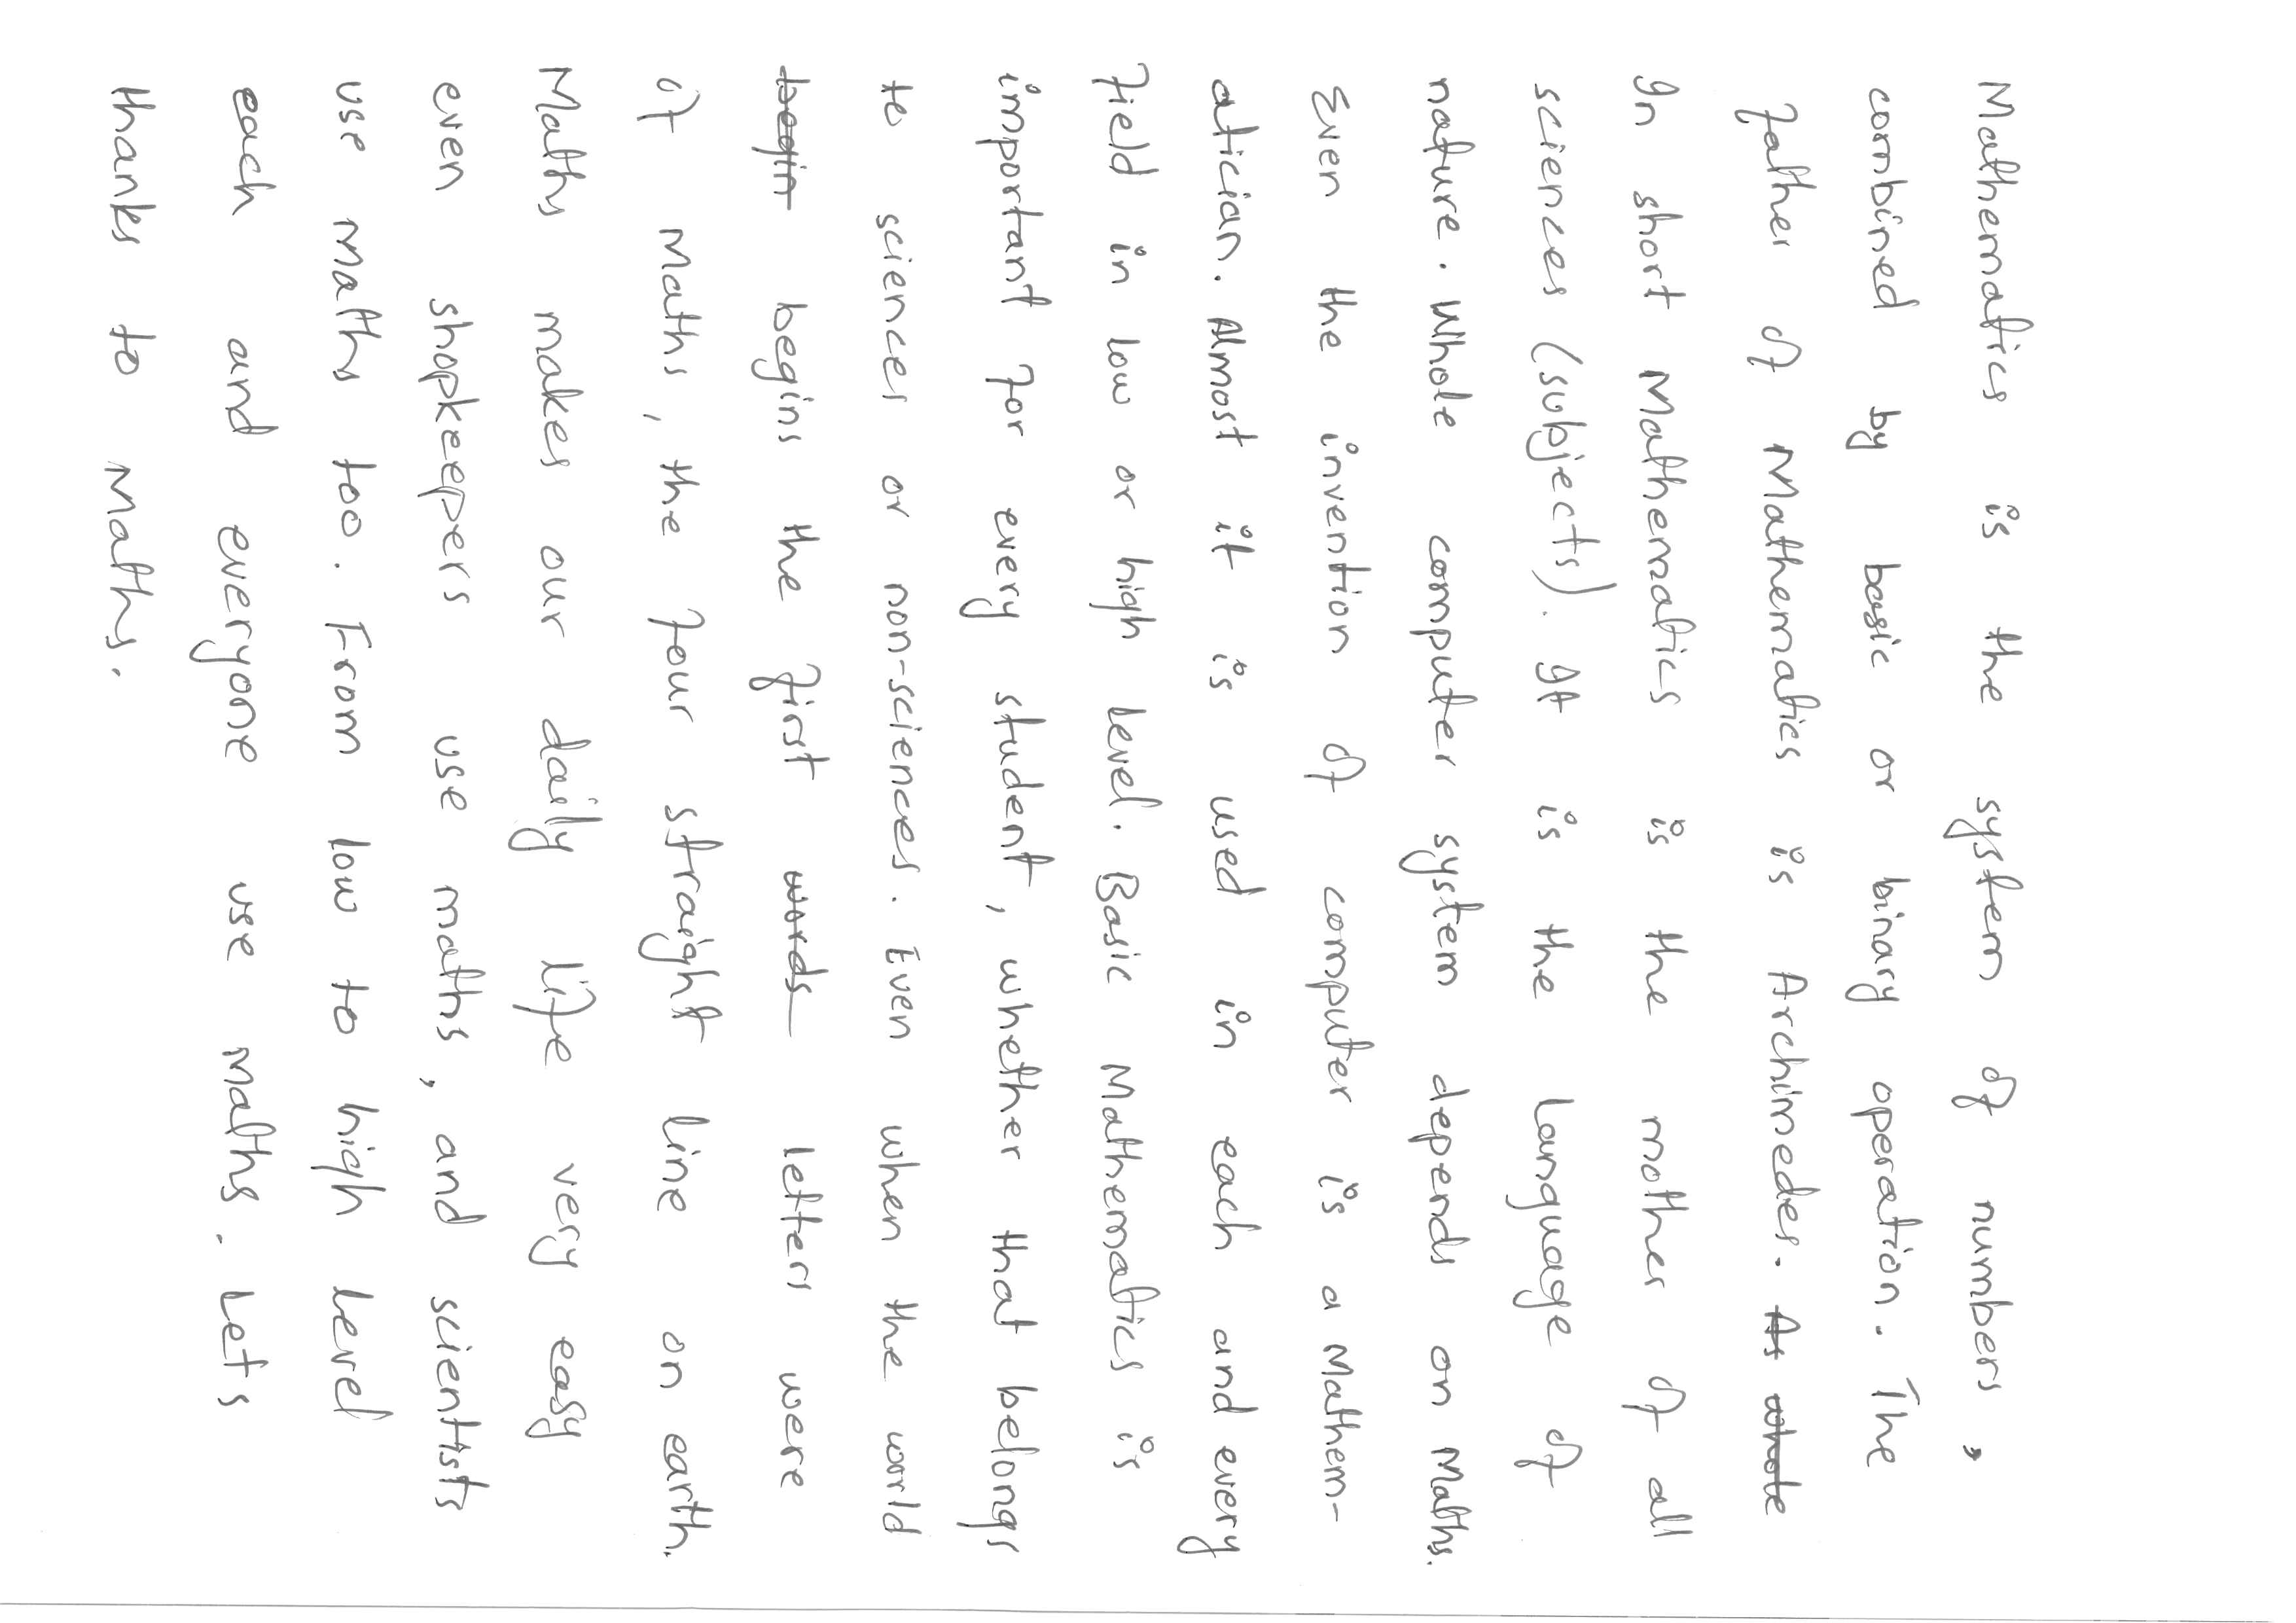 Mathematics is the system of numbers,
combined by basic or binary operation. The
father of Mathematics is Archimedes. As whole
In short Mathematics is the mother of all
sciences (subjects). It is the language of
nature. Whole computer system depends on Maths.
Even the invention of computer is a Mathem-
atician. Almost it is used in each and every
field in low or high level. Basic Mathematics is
important for every student, whether that belongs
to sciences or non-sciences. Even when the world
begin begins the first words letters were
of Maths, the four straight line on earth.
Maths makes our daily life very easy
even shopkeepers use maths, and scientists
use Maths too. From low to high level
each and everyone use Maths. Lets
thanks to Maths.